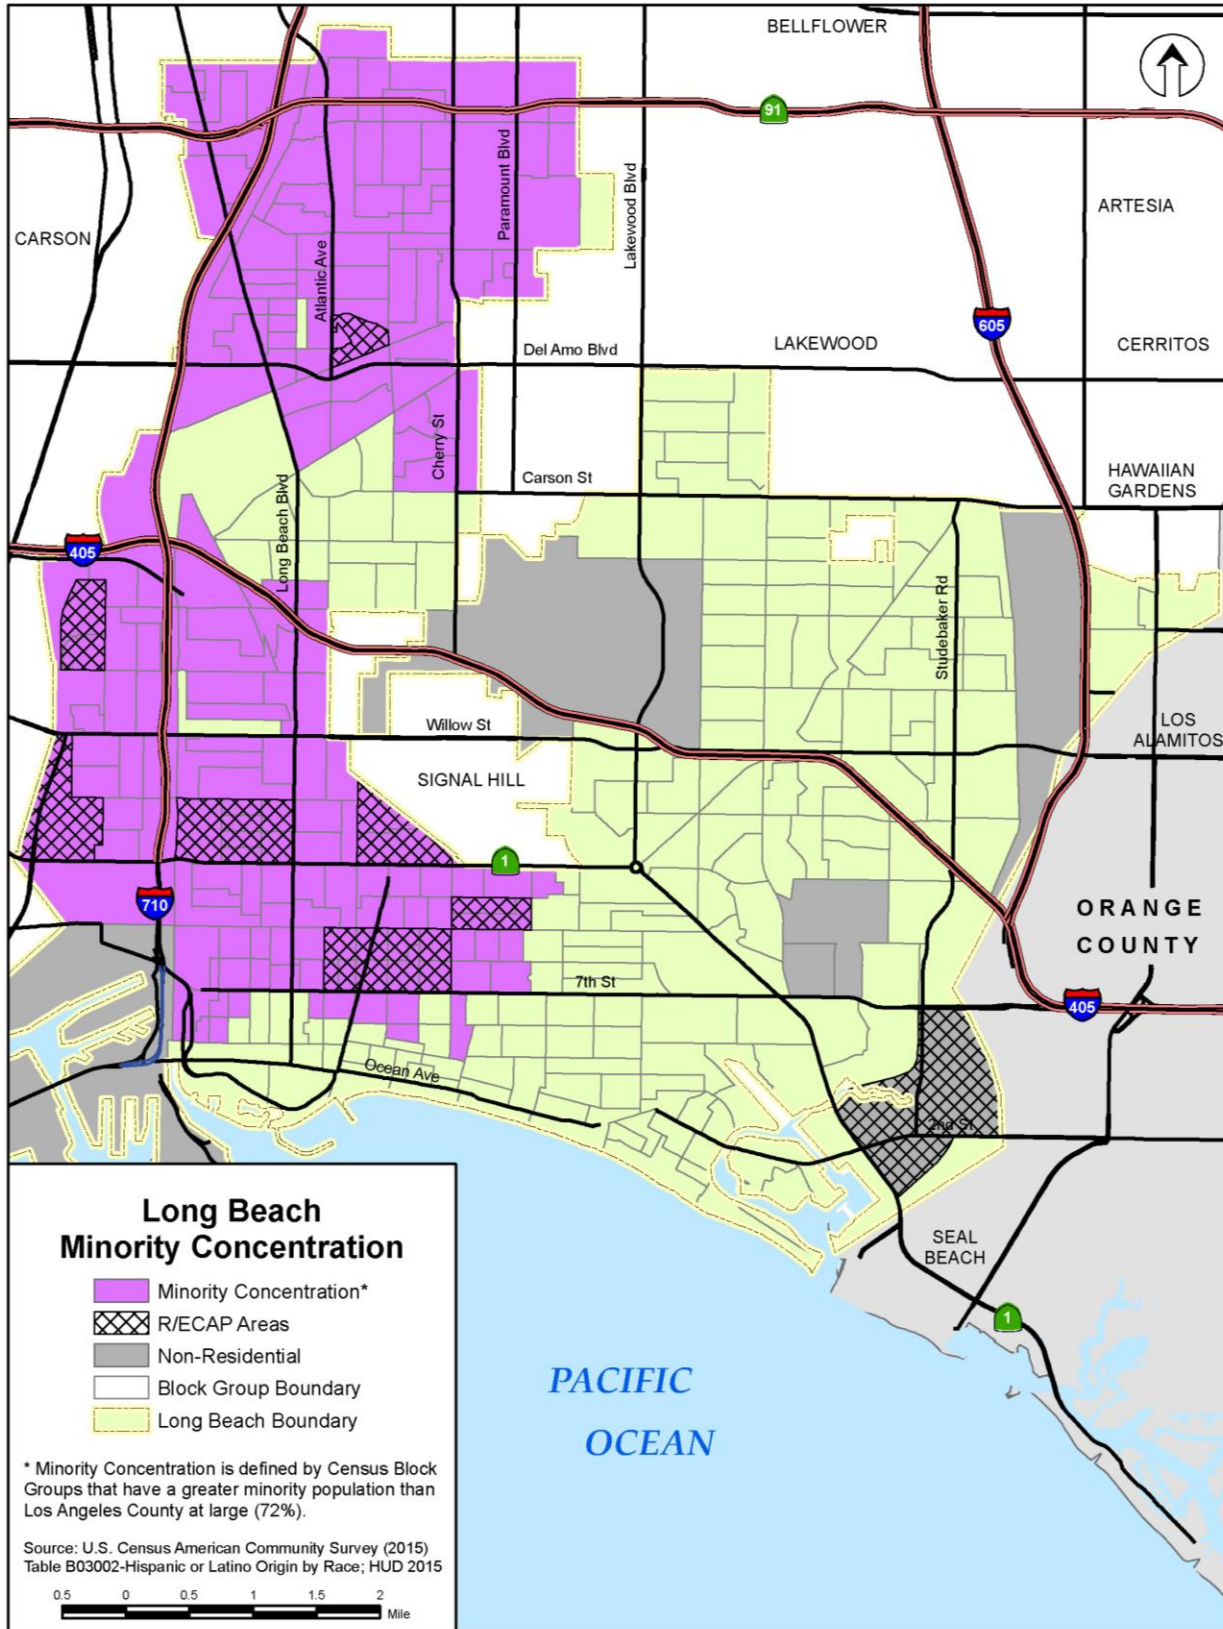 BELLFLOWER
91
Paramount Blvd
Lakewood Blvd
ARTESIA
CARSON
Atlantic Ave
605
Del Amo Blvd
LAKEWOOD
CERRITOS
Cherry St
Carson St
HAWAIIAN
GARDENS
Long Beach Blvd
405
Studebaker Rd
Willow St
LOS
ALAMITOS
SIGNAL HILL
1
710
ORANGE
COUNTY
7th St
405
Ocean Ave
2nd St
SEAL
BEACH
1
PACIFIC
OCEAN
Long Beach
Minority Concentration
Minority Concentration*
R/ECAP Areas
Non-Residential
Block Group Boundary
Long Beach Boundary
* Minority Concentration is defined by Census Block
Groups that have a greater minority population than
Los Angeles County at large (72%).
Source: U.S. Census American Community Survey (2015)
Table B03002-Hispanic or Latino Origin by Race; HUD 2015
0.5 0 0.5 1 1.5 2
Mile